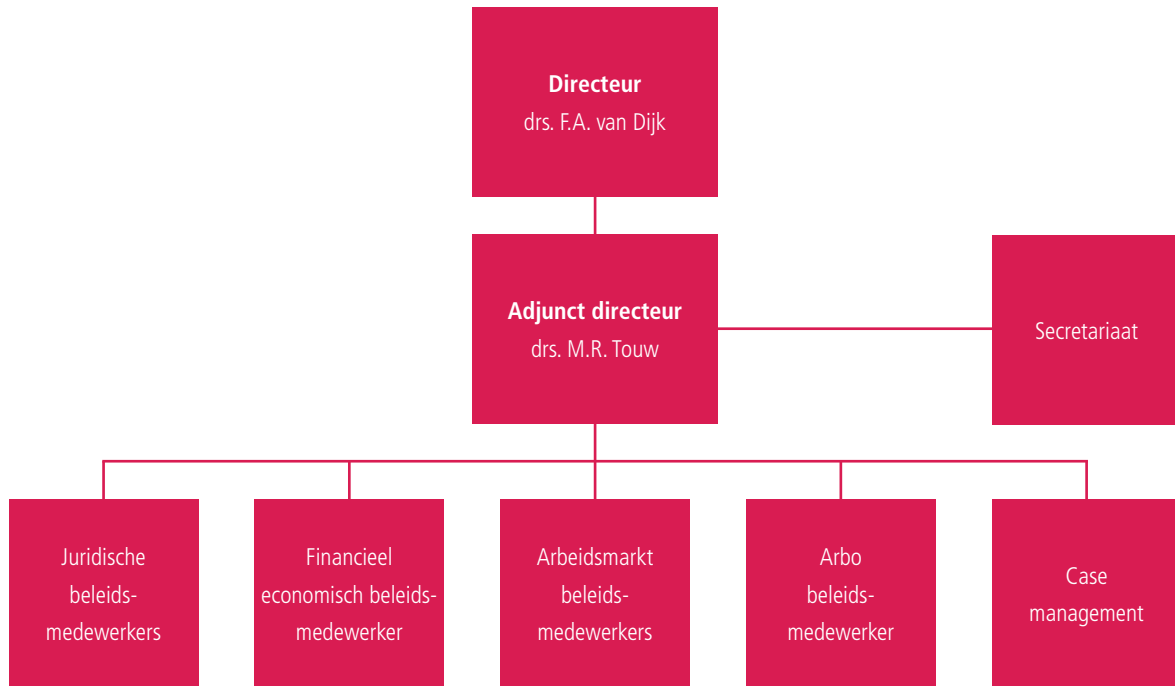 Directeur
drs. F.A. van Dijk
Adjunct directeur
drs. M.R. Touw
Secretariaat
Juridische
beleids-
medewerkers
Financieel
economisch beleids-
medewerker
Arbeidsmarkt
beleids-
medewerkers
Arbo
beleids-
medewerker
Case
management